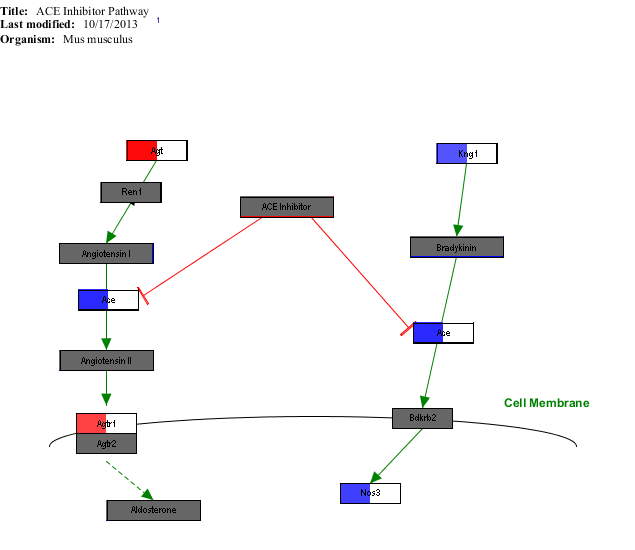 Title: ACE Inhibitor Pathway
Last modified: 10/17/2013 1
Organism: Mus musculus
Agt
Kng1
Ren1
ACE Inhibitor
Angiotensin I
Bradykinin
Ace
Ace
Angiotensin II
Cell Membrane
Agtr1
Bdkrb2
Agtr2
Nos3
Aldosterone